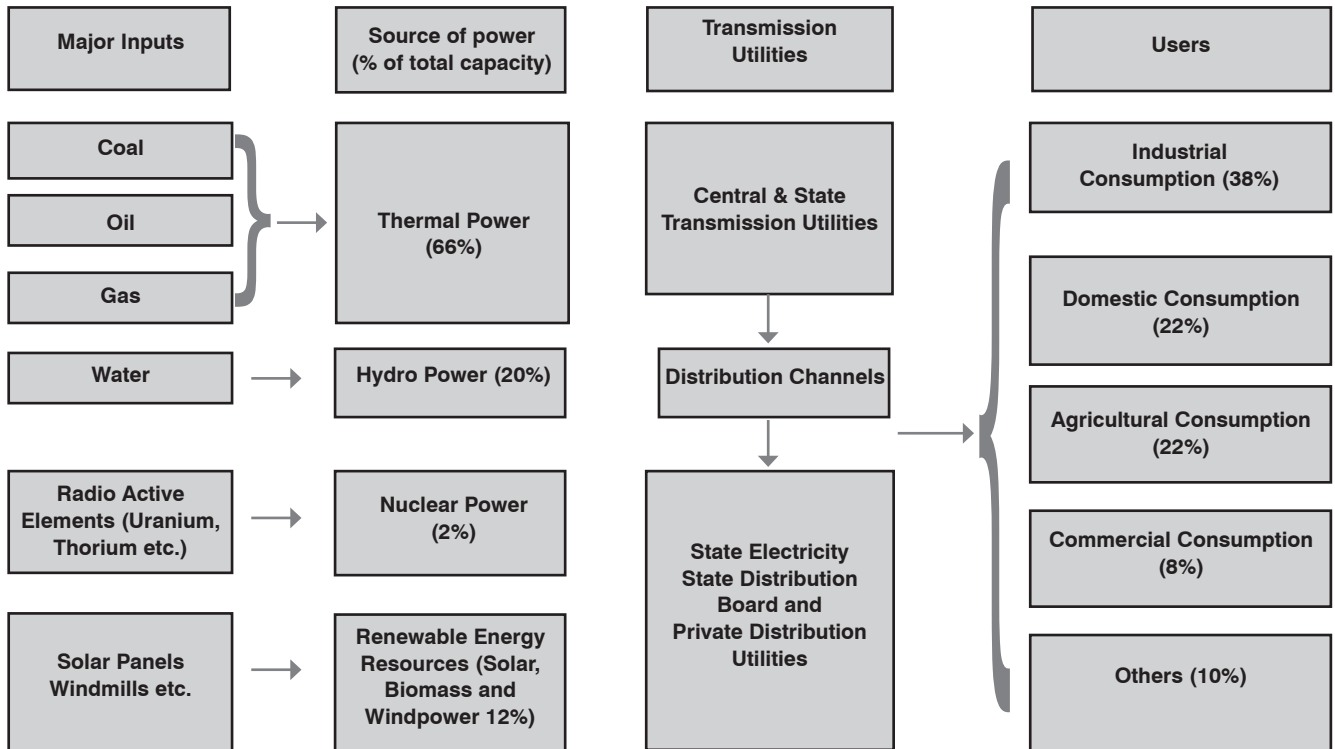 Major Inputs
Source of power
(% of total capacity)
Transmission
Utilities
Users
Coal
Oil
Gas
Water
Radio Active
Elements (Uranium,
Thorium etc.)
Solar Panels
Windmills etc.
Thermal Power
(66%)
Hydro Power (20%)
Nuclear Power
(2%)
Renewable Energy
Resources (Solar,
Biomass and
Windpower 12%)
Central & State
Transmission Utilities
Distribution Channels
State Electricity
State Distribution
Board and
Private Distribution
Utilities
Industrial
Consumption (38%)
Domestic Consumption
(22%)
Agricultural Consumption
(22%)
Commercial Consumption
(8%)
Others (10%)